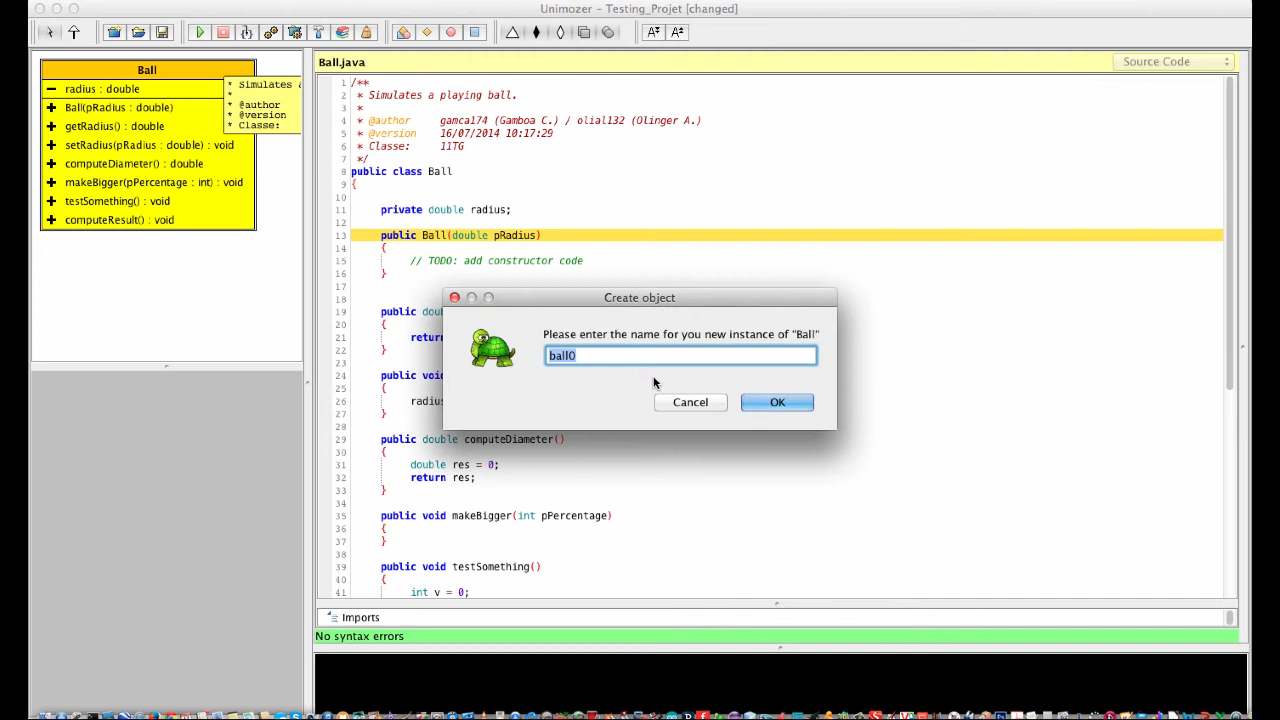 Unimozer - Testing_Projet [changed]
Ball
radius : double
Ball(pRadius : double)
getRadius() : double
setRadius(pRadius : double) : void
computeDiameter() : double
makeBigger(pPercentage : int) : void
testSomething() : void
computeResult() : void
* Simulates
*
* @author
* @version
* Classe:
Ball.java
Source Code
1 /**
2 * Simulates a playing ball.
3 *
4 * @author gamca174 (Gamboa C.) / olial132 (Olinger A.)
5 * @version 16/07/2014 10:17:29
6 * Classe: 11TG
7 */
8 public class Ball
9 {
10
11 private double radius;
12
13 public Ball(double pRadius)
14 {
15 // TODO: add constructor code
16 }
17
18
19 public dou
20 {
21 return
22 }
23
24 public void
25 {
26 radius
27 }
28
29 public double computeDiameter()
30 {
31 double res = 0;
32 return res;
33 }
34
35 public void makeBigger(int pPercentage)
36 {
37 }
38
39 public void testSomething()
40 {
41 int v = 0;
Create object
Please enter the name for you new instance of "Ball"
ball0
Cancel
OK
Imports
No syntax errors